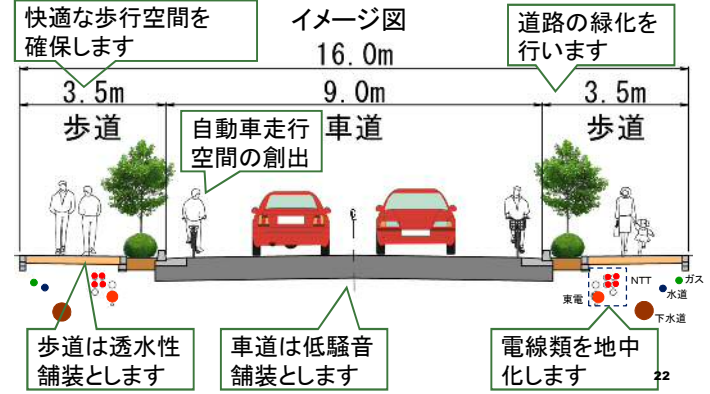 快適な歩行空間を
確保します
イメージ図
道路の緑化を
行います
16.0m
3.5m
9.0m
3.5m
歩道
車道
歩道
自動車走行
空間の創出
NTT
ガス
水道
東電
下水道
歩道は透水性
舗装とします
車道は低騒音
舗装とします
電線類を地中
化します
22